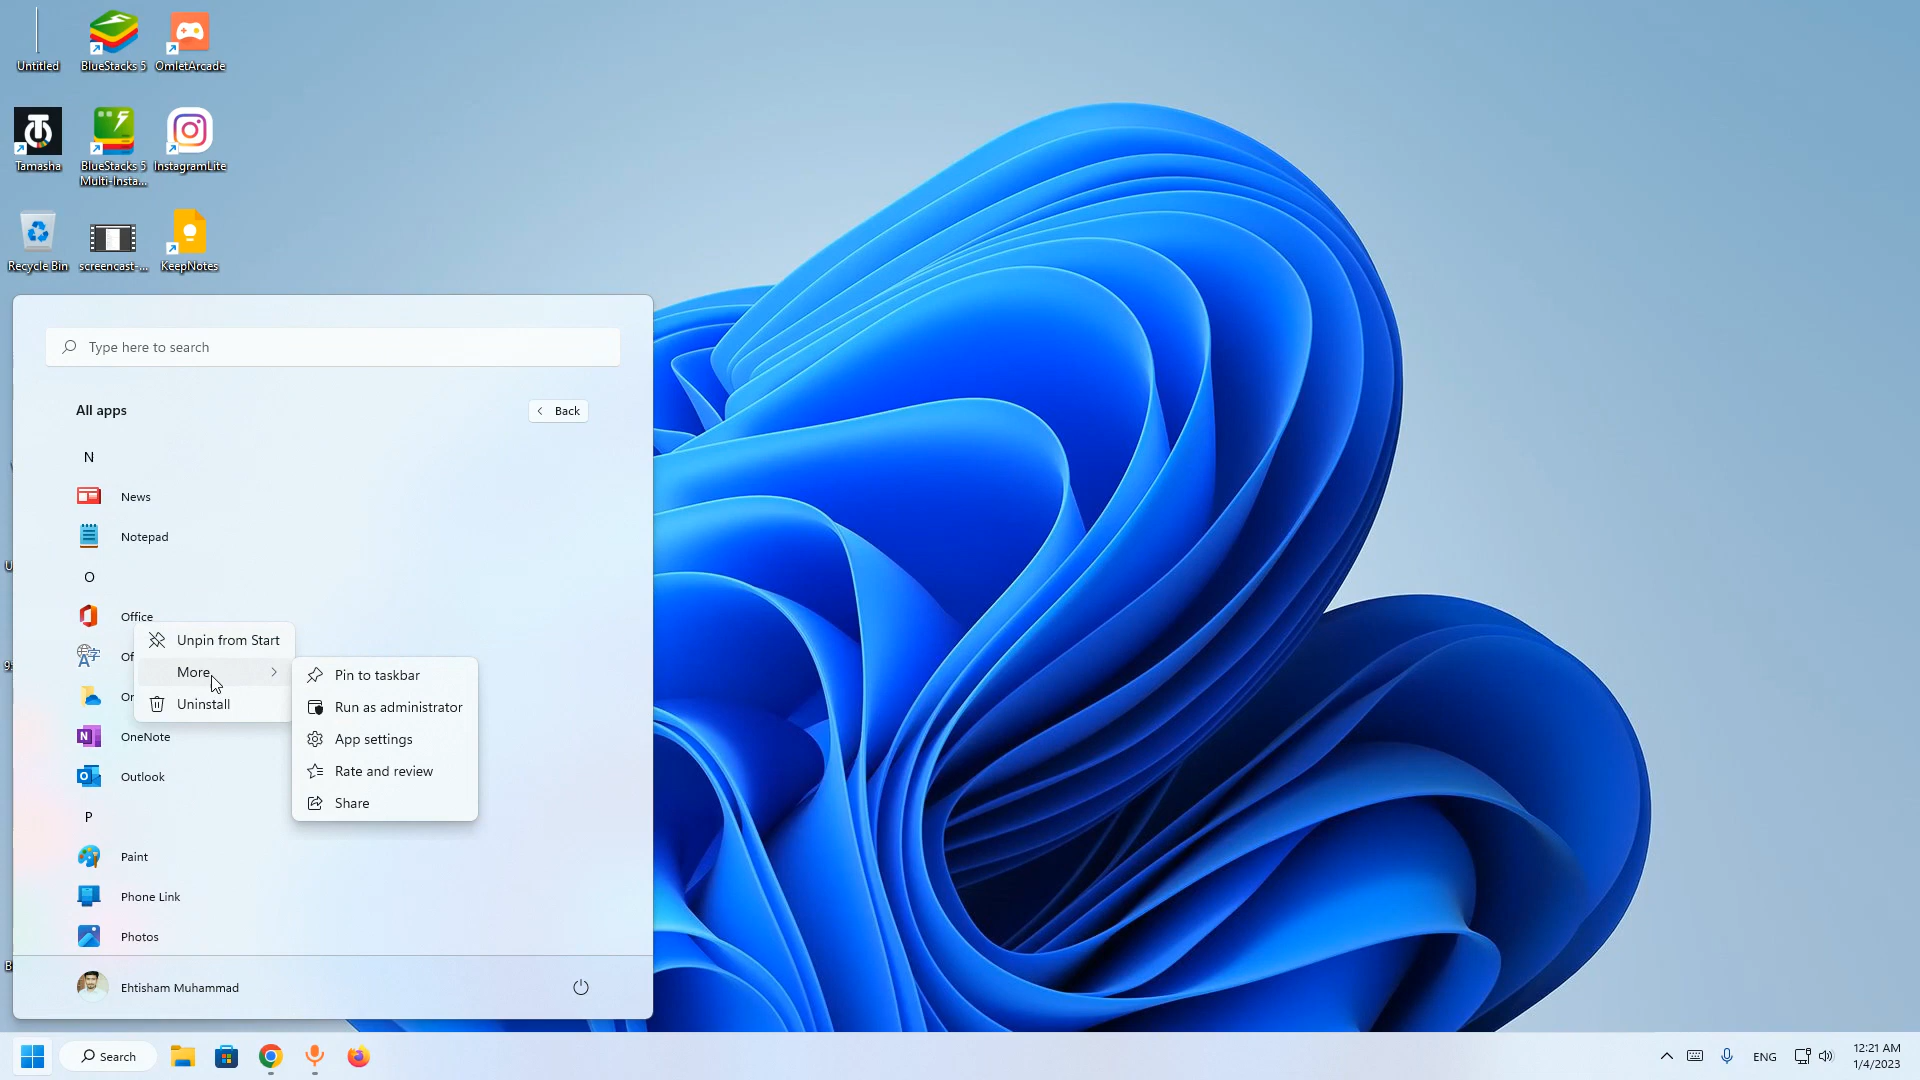 Untitled
BlueStacks 5
OmletArcade
Tamasha
BlueStacks 5
Multi-Insta...
InstagramLite
Recycle Bin
screencast-...
KeepNotes
Type here to search
All apps
Back
N
News
Notepad
O
Office
Unpin from Start
Of
More
Pin to taskbar
On
Uninstall
Run as administrator
OneNote
App settings
Outlook
Rate and review
Share
P
Paint
Phone Link
Photos
Ehtisham Muhammad
Search
ENG
12:21 AM
1/4/2023